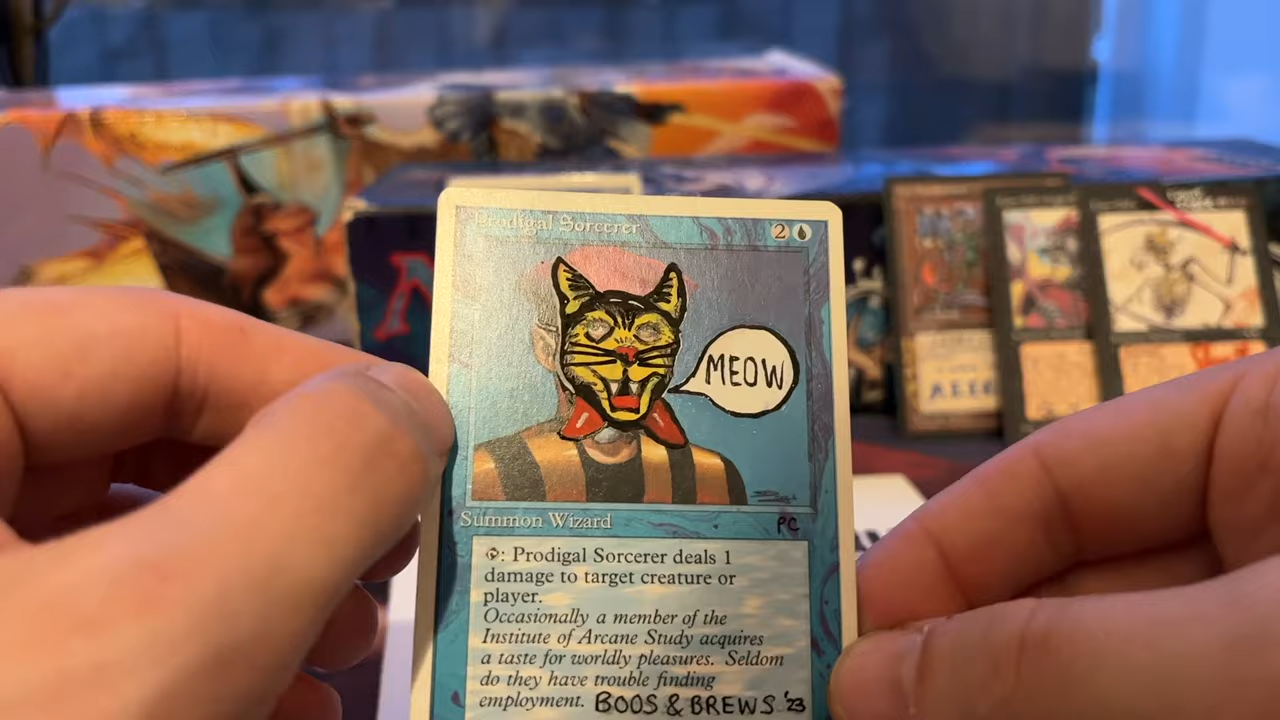 Prodigal Sorcerer 2
MEOW
Summon Wizard PC
: Prodigal Sorcerer deals 1
damage to target creature or
player.
Occasionally a member of the
Institute of Arcane Study acquires
a taste for worldly pleasures. Seldom
do they have trouble finding
employment. BOOS & BREWS '23